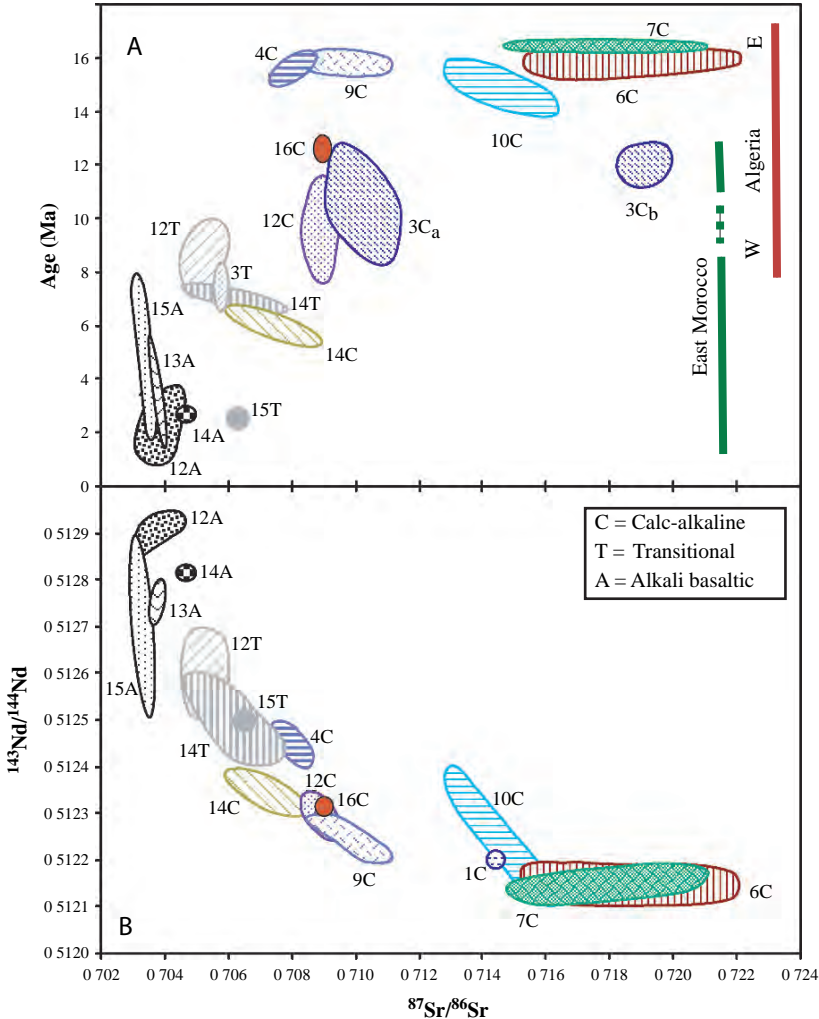 A
16
14
12
10
8
6
4
2
0
Age (Ma)
4C
9C
7C
6C
10C
16C
12C
3Ca
3Cb
12T
3T
14T
14C
15A
13A
14A
12A
15T
East Morocco
W Algeria E
B
0 5129
0 5128
0 5127
0 5126
0 5125
0 5124
0 5123
0 5122
0 5121
0 5120
143Nd/144Nd
C = Calc-alkaline
T = Transitional
A = Alkali basaltic
12A
14A
13A
15A
12T
15T
14T
4C
14C
12C
16C
9C
10C
1C
7C
6C
0 702 0 704 0 706 0 708 0 710 0 712 0 714 0 716 0 718 0 720 0 722 0 724
87Sr/86Sr